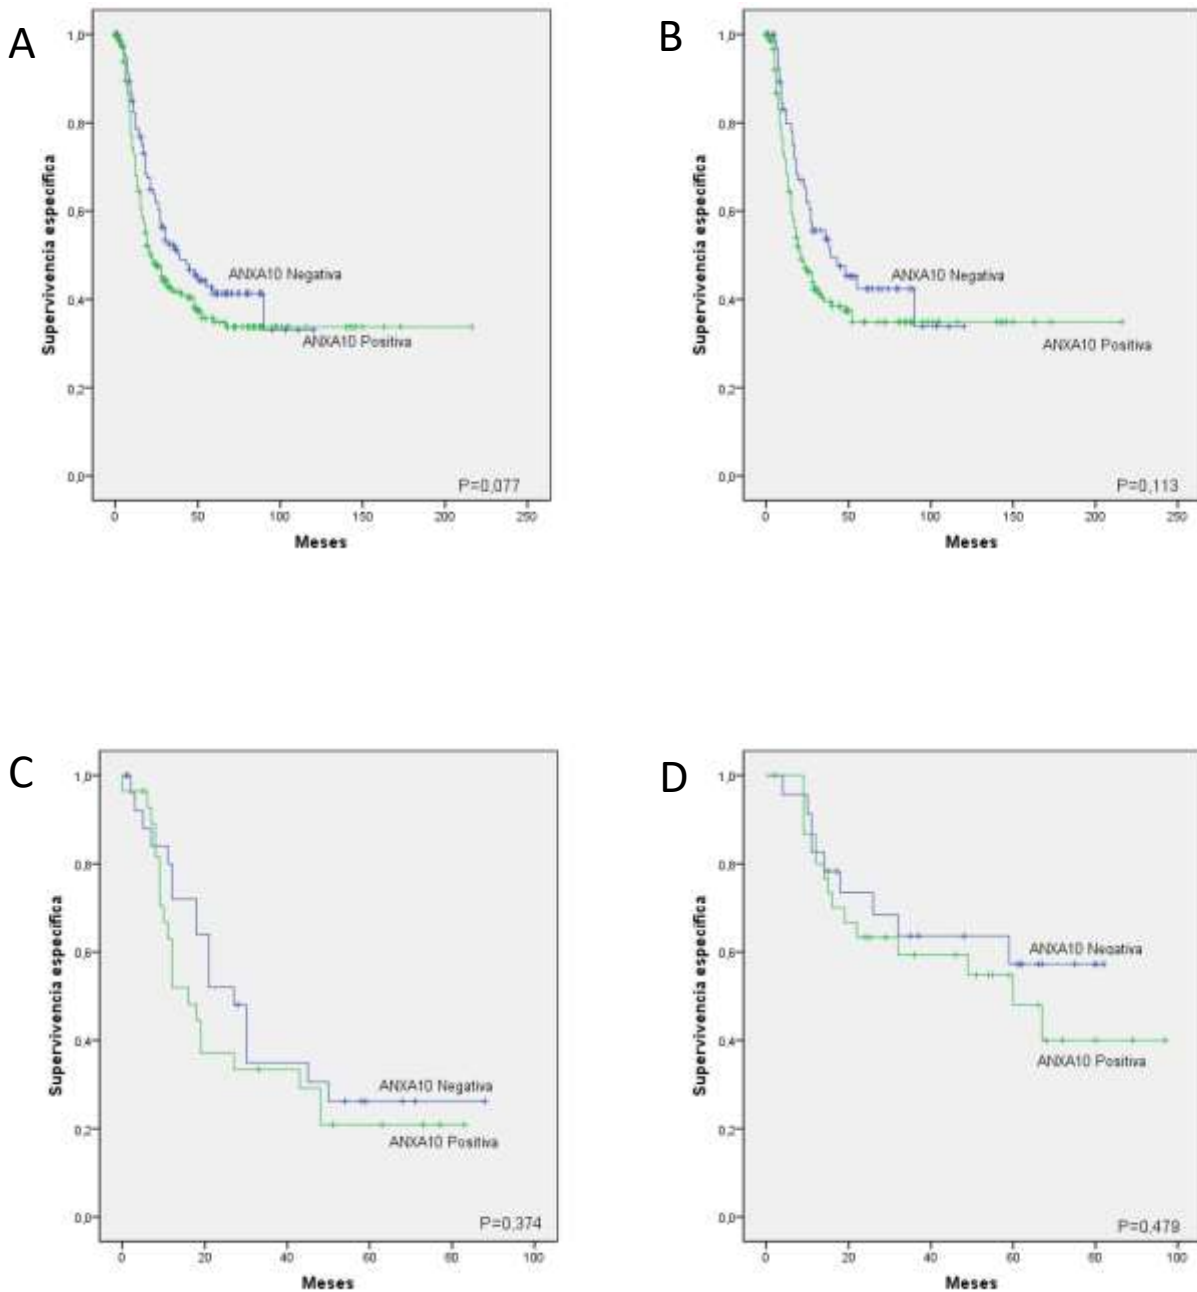 A
Supervivencia específica
1,0
0,8
0,6
0,4
0,2
0,0
ANXA10 Negativa
ANXA10 Positiva
P=0,077
0 50 100 150 200 250
Meses
B
Supervivencia específica
1,0
0,8
0,6
0,4
0,2
0,0
ANXA10 Negativa
ANXA10 Positiva
P=0,113
0 50 100 150 200 250
Meses
C
Supervivencia específica
1,0
0,8
0,6
0,4
0,2
0,0
ANXA10 Negativa
ANXA10 Positiva
P=0,374
0 20 40 60 80 100
Meses
D
Supervivencia específica
1,0
0,8
0,6
0,4
0,2
0,0
ANXA10 Negativa
ANXA10 Positiva
P=0,479
0 20 40 60 80 100
Meses